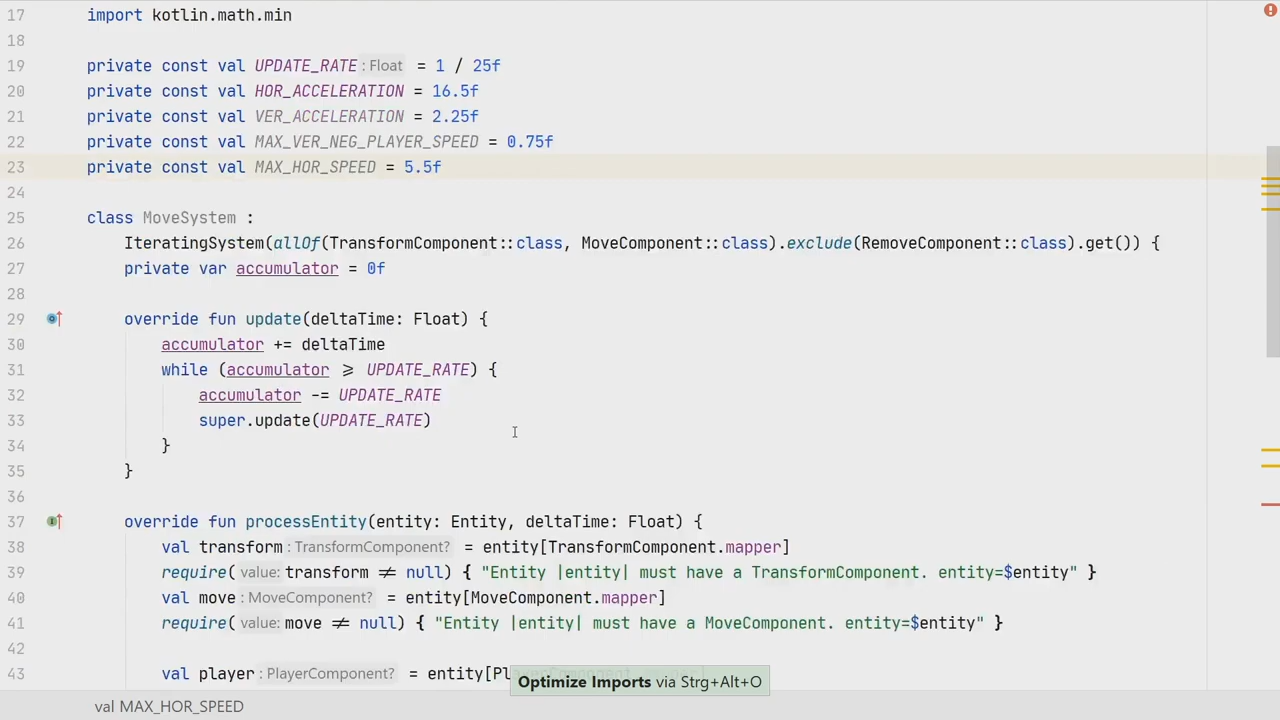 17 import kotlin.math.min
18
19 private const val UPDATE_RATE : Float = 1 / 25f
20 private const val HOR_ACCELERATION = 16.5f
21 private const val VER_ACCELERATION = 2.25f
22 private const val MAX_VER_NEG_PLAYER_SPEED = 0.75f
23 private const val MAX_HOR_SPEED = 5.5f
24
25 class MoveSystem :
26 IteratingSystem(allOf(TransformComponent::class, MoveComponent::class).exclude(RemoveComponent::class).get()) {
27 private var accumulator = 0f
28
29 override fun update(deltaTime: Float) {
30 accumulator += deltaTime
31 while (accumulator ⩾ UPDATE_RATE) {
32 accumulator -= UPDATE_RATE
33 super.update(UPDATE_RATE)
34 }
35 }
36
37 override fun processEntity(entity: Entity, deltaTime: Float) {
38 val transform : TransformComponent? = entity[TransformComponent.mapper]
39 require( value: transform ≠ null) { "Entity |entity| must have a TransformComponent. entity=$entity" }
40 val move : MoveComponent? = entity[MoveComponent.mapper]
41 require( value: move ≠ null) { "Entity |entity| must have a MoveComponent. entity=$entity" }
42
43 val player : PlayerComponent? = entity[Pl
Optimize Imports via Strg+Alt+O
val MAX_HOR_SPEED